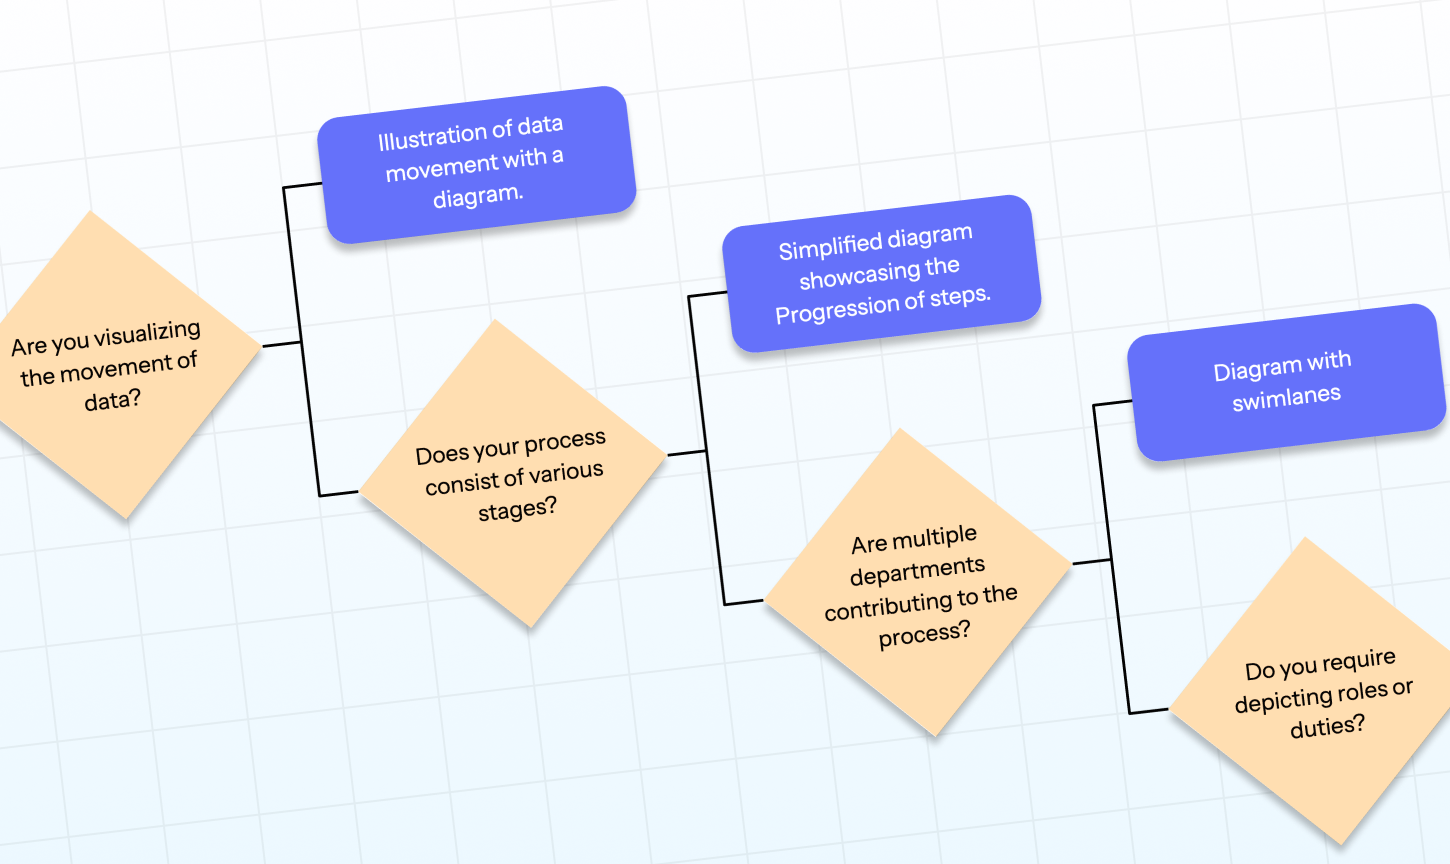 Illustration of data
movement with a
diagram.
Are you visualizing
the movement of
data?
Simplified diagram
showcasing the
Progression of steps.
Does your process
consist of various
stages?
Diagram with
swimlanes
Are multiple
departments
contributing to the
process?
Do you require
depicting roles or
duties?